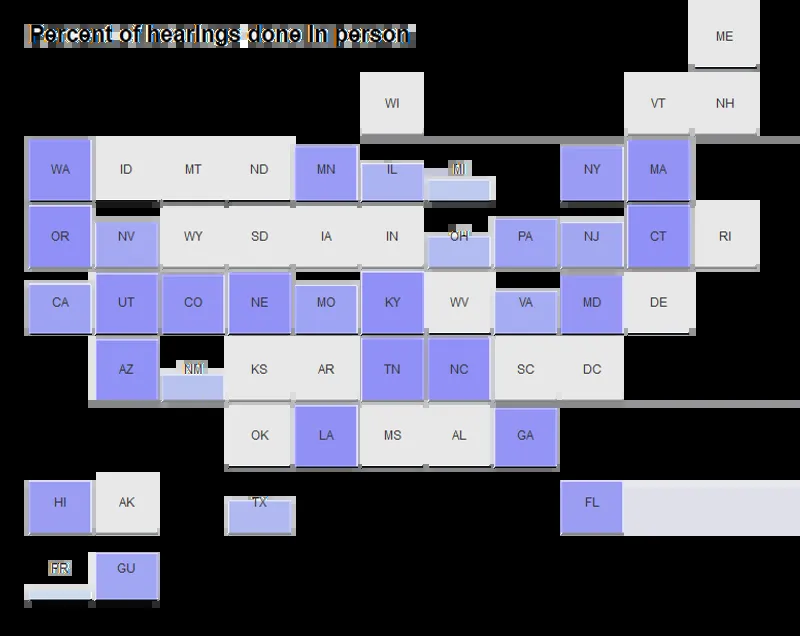 Percent of hearings done in person
ME
WI VT NH
WA ID MT ND MN IL MI NY MA
OR NV WY SD IA IN OH PA NJ CT RI
CA UT CO NE MO KY WV VA MD DE
AZ NM KS AR TN NC SC DC
OK LA MS AL GA
HI AK TX FL
PR GU